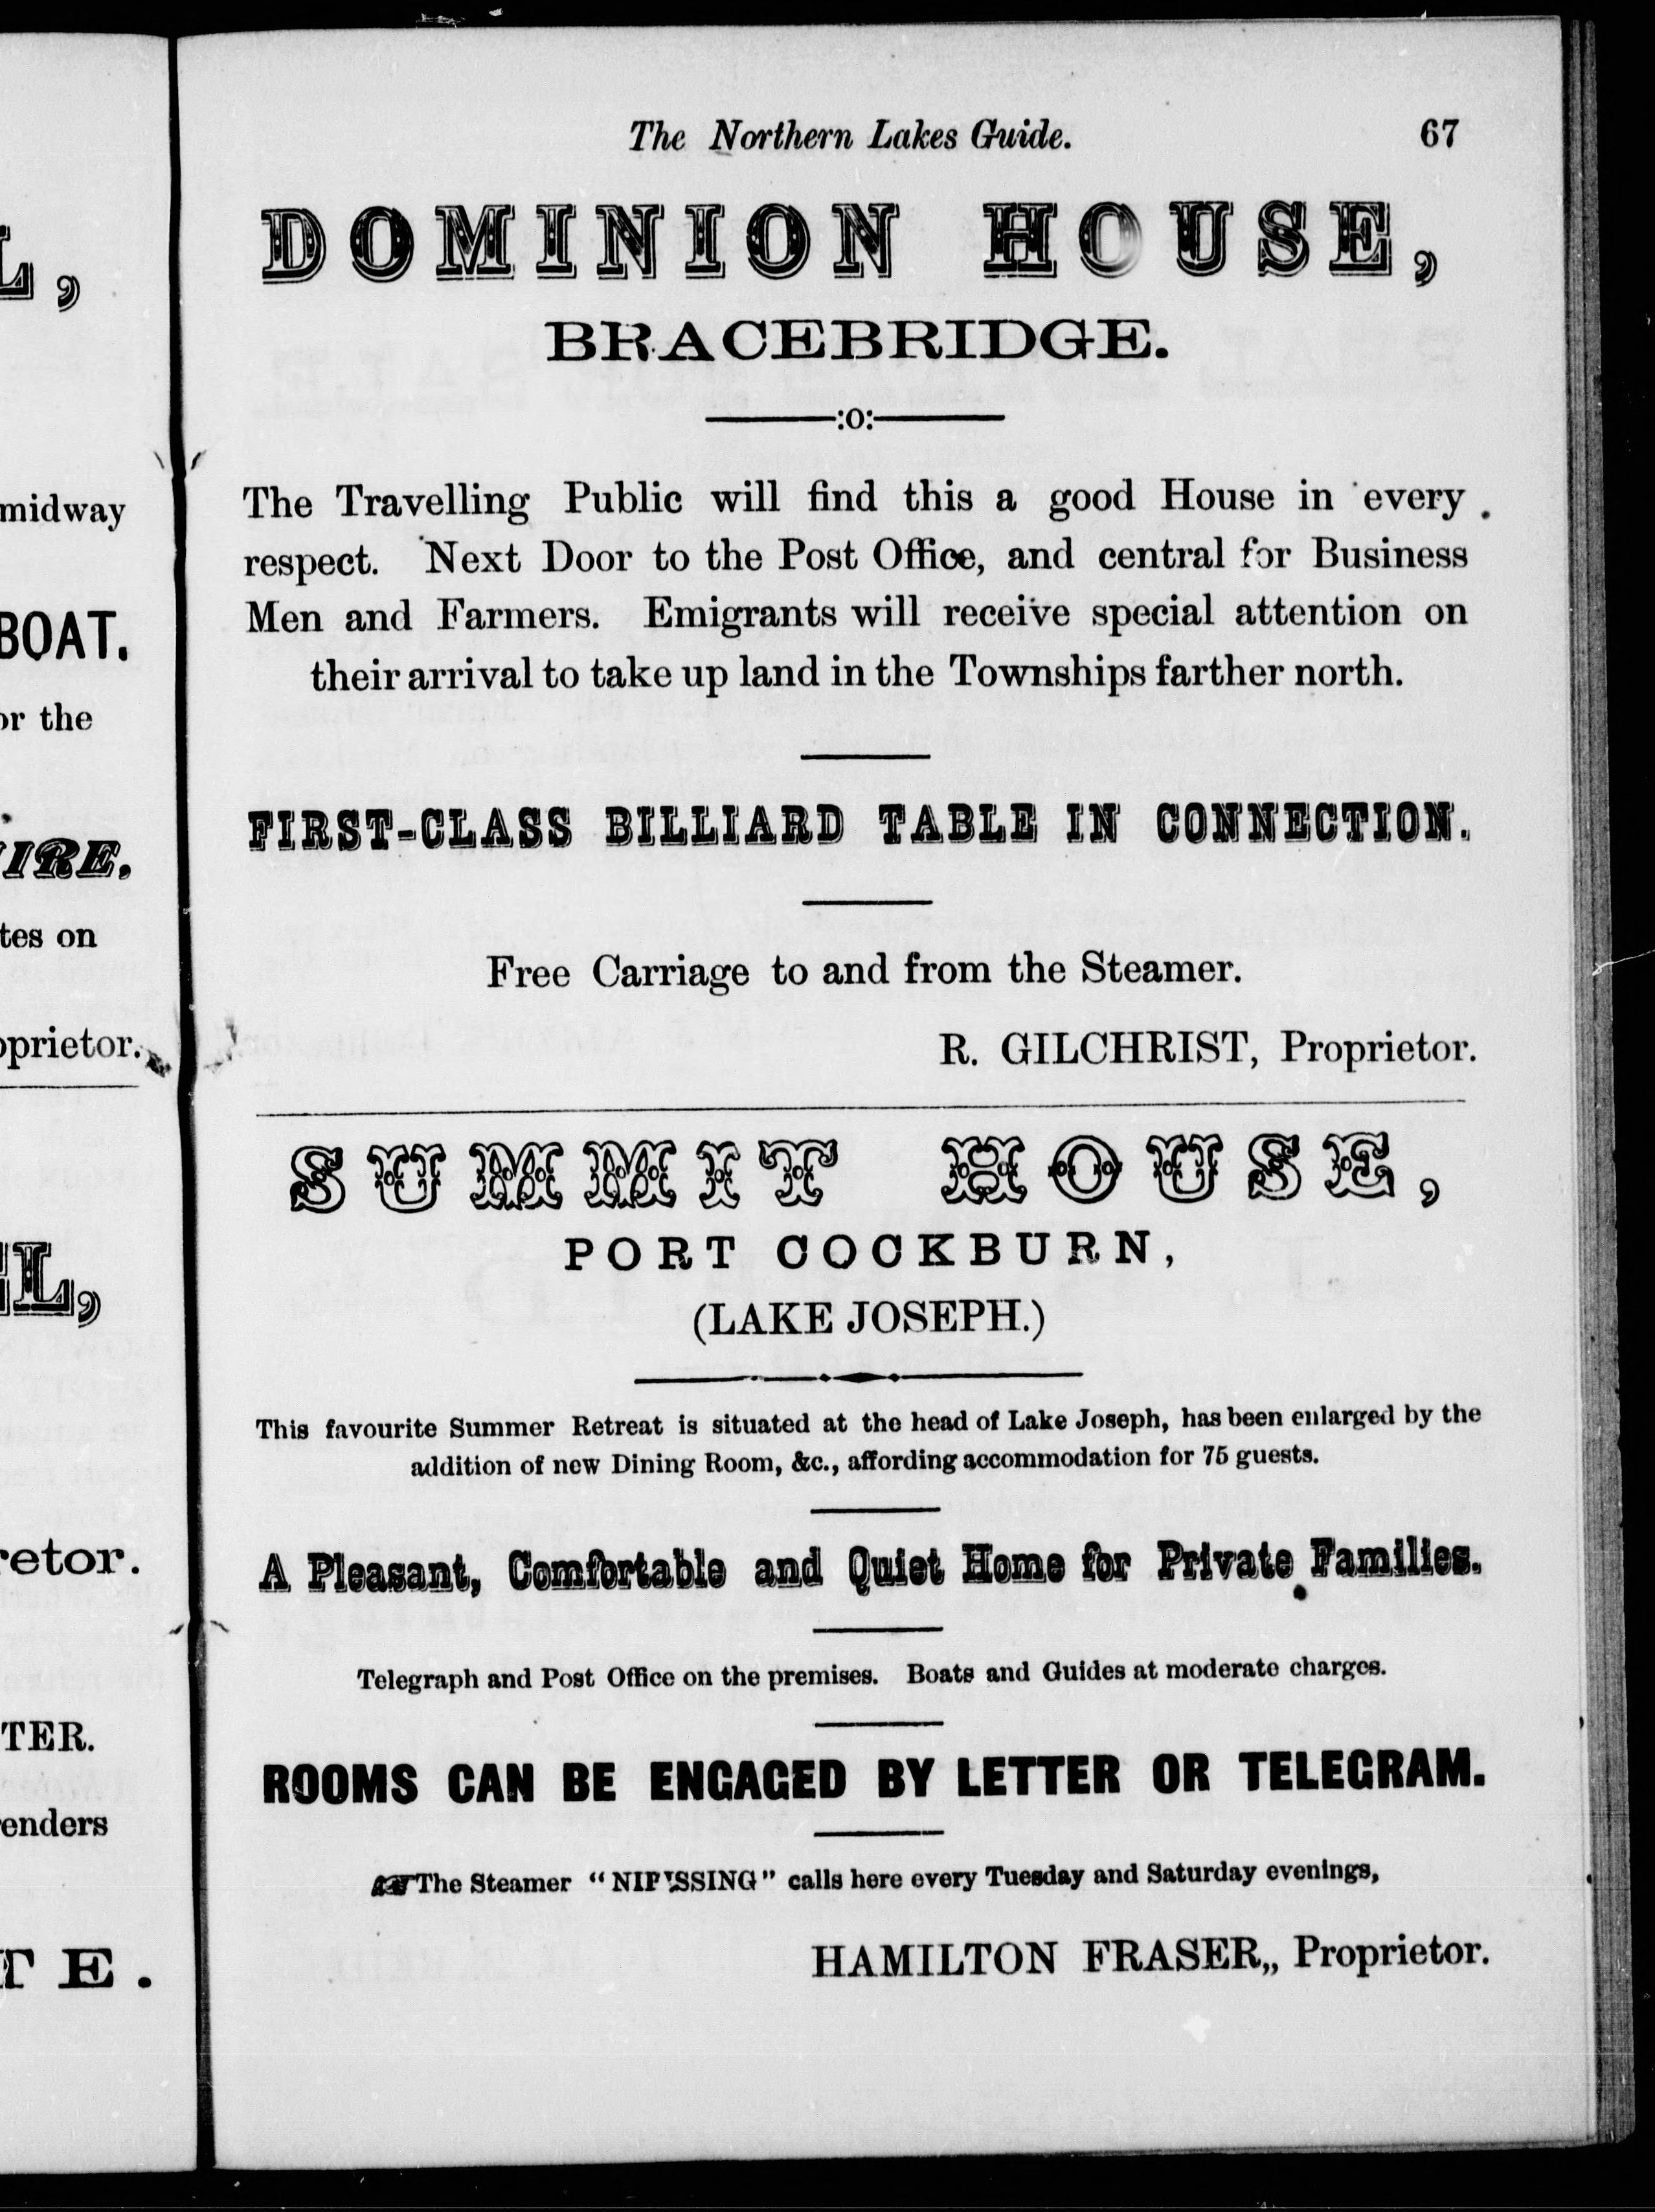 L,
midway
BOAT.
or the
IRE.
tes on
oprietor.
EL,
retor.
TER.
enders
TE.
The Northern Lakes Guide. 67
DOMINION HOUSE,
BRACEBRIDGE.
:o:
The Travelling Public will find this a good House in every
respect. Next Door to the Post Office, and central for Business
Men and Farmers. Emigrants will receive special attention on
their arrival to take up land in the Townships farther north.
FIRST-CLASS BILLIARD TABLE IN CONNECTION.
Free Carriage to and from the Steamer.
R. GILCHRIST, Proprietor.
SUMMIT HOUSE,
PORT COCKBURN,
(LAKE JOSEPH.)
This favourite Summer Retreat is situated at the head of Lake Joseph, has been enlarged by the
addition of new Dining Room, &c., affording accommodation for 75 guests.
A Pleasant, Comfortable and Quiet Home for Private Families.
Telegraph and Post Office on the premises. Boats and Guides at moderate charges.
ROOMS CAN BE ENGAGED BY LETTER OR TELEGRAM.
☞The Steamer "NIPISSING" calls here every Tuesday and Saturday evenings,
HAMILTON FRASER,, Proprietor.